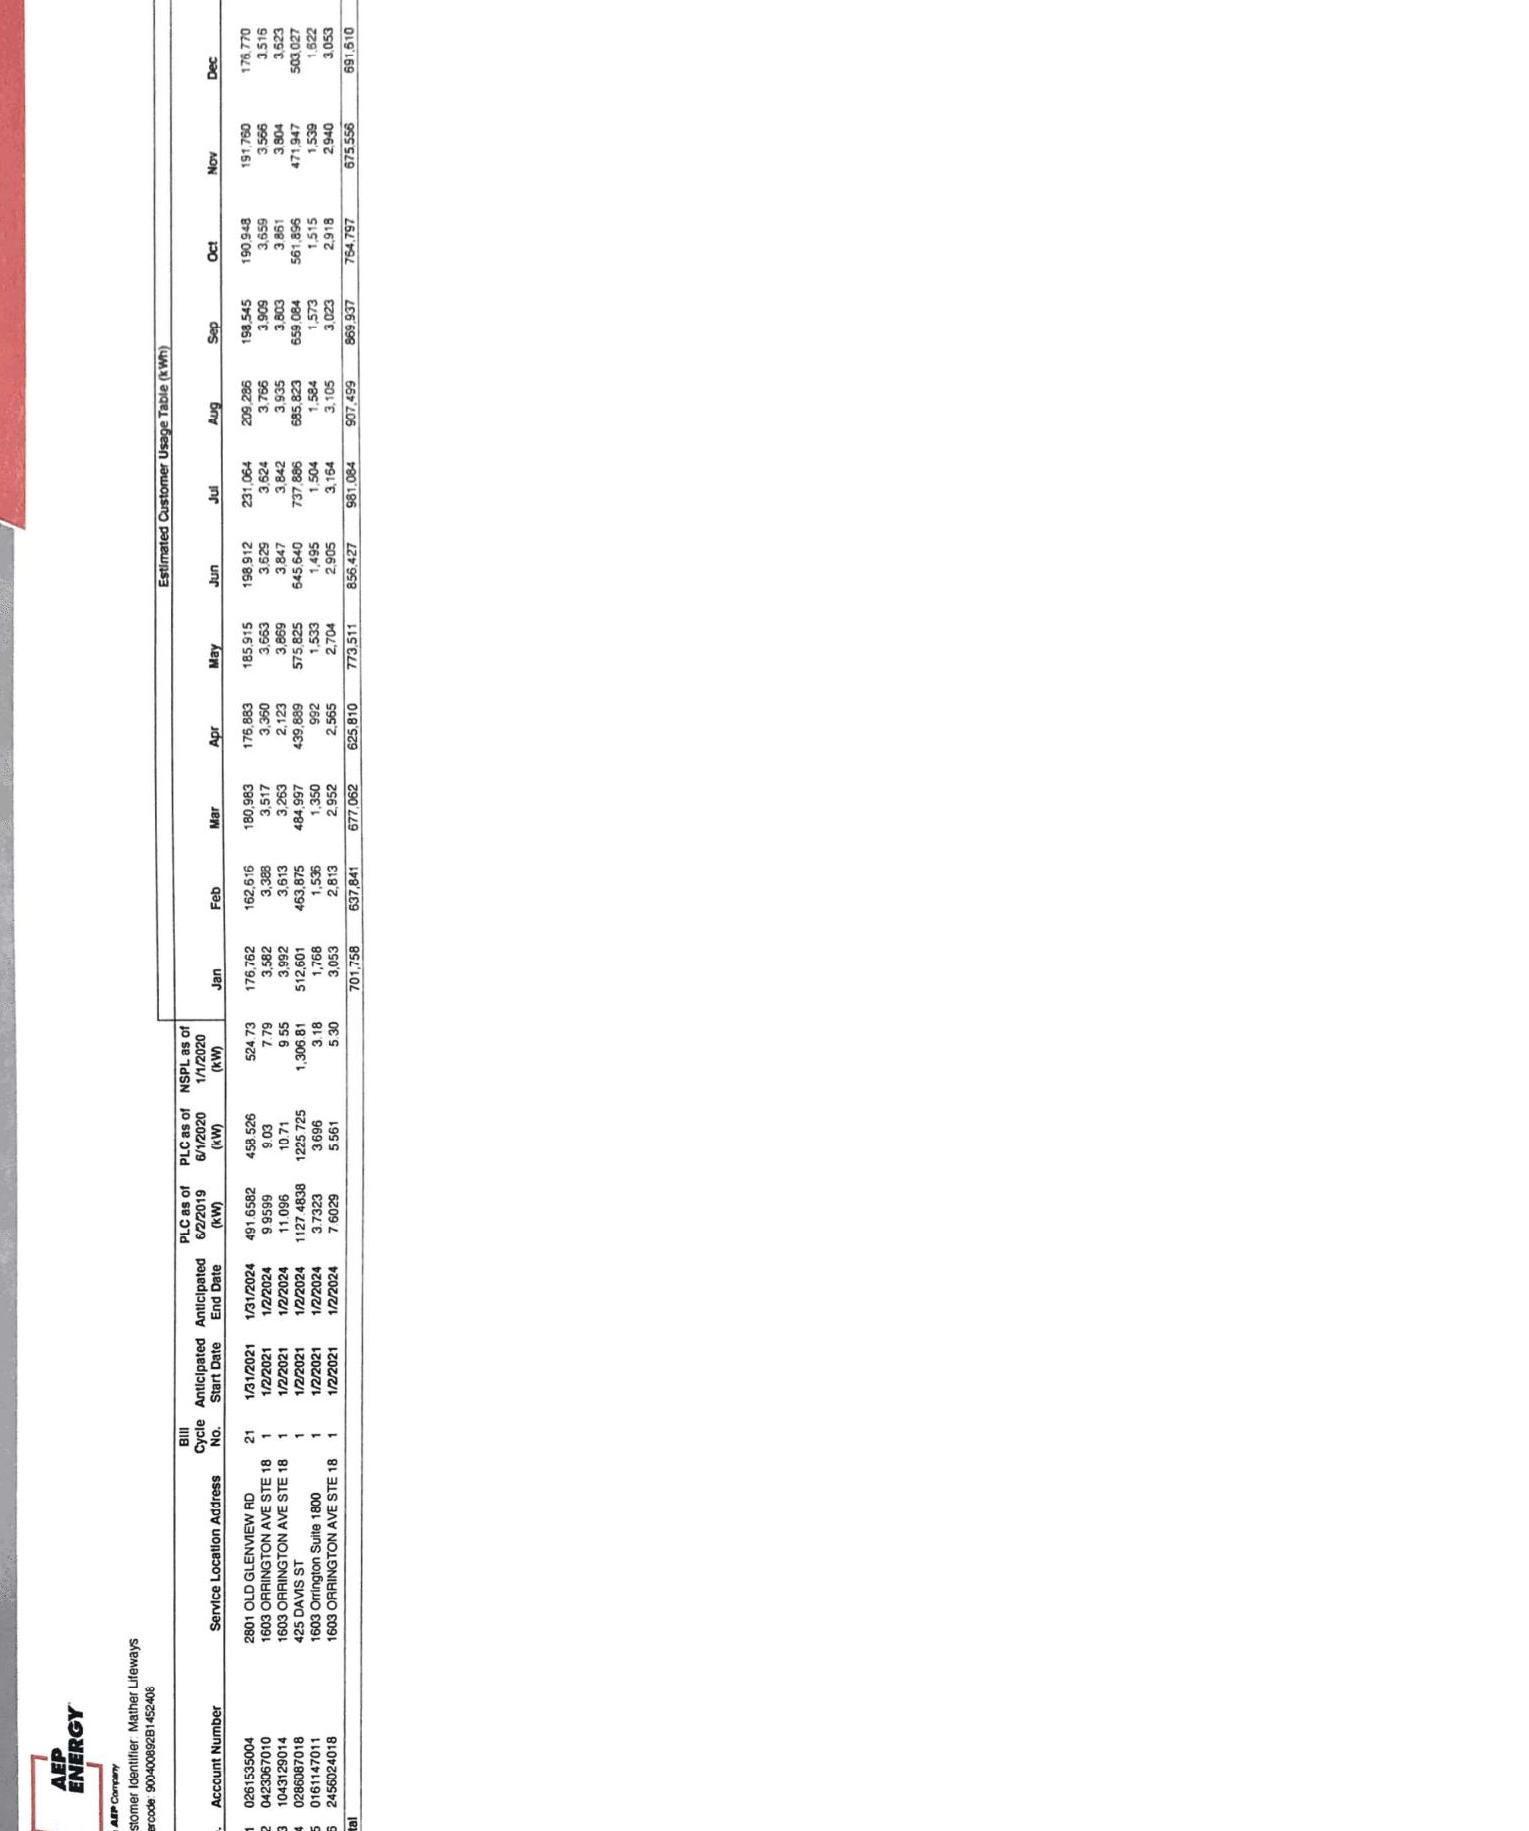 AEP
ENERGY
AEP Company
stomer Identifier: Mather Lifeways
ercode: 900400892B1452408
Estimated Customer Usage Table (kWh)
Bill PLC as of PLC as of NSPL as of
Cycle Anticipated Anticipated 6/2/2019 6/1/2020 1/1/2020
Account Number Service Location Address No. Start Date End Date (kW) (kW) (kW) Jan Feb Mar Apr May Jun Jul Aug Sep Oct Nov Dec
1 0261535004 2801 OLD GLENVIEW RD 21 1/31/2021 1/31/2024 491.6582 458.526 524.73 176,762 162,616 180,983 176,883 185,915 198,912 231,064 209,286 198,545 190,948 191,760 176,770
2 0423067010 1603 ORRINGTON AVE STE 18 1 1/2/2021 1/2/2024 9.9599 9.03 7.79 3,582 3,388 3,517 3,360 3,663 3,629 3,624 3,766 3,909 3,659 3,566 3,516
3 1043129014 1603 ORRINGTON AVE STE 18 1 1/2/2021 1/2/2024 11.096 10.71 9.55 3,992 3,613 3,263 2,123 3,869 3,847 3,842 3,935 3,803 3,861 3,804 3,623
4 0286087018 425 DAVIS ST 1 1/2/2021 1/2/2024 1127.4838 1225.725 1,306.81 512,601 463,875 484,997 439,889 575,825 645,640 737,886 685,823 659,084 561,896 471,947 503,027
5 0161147011 1603 Orrington Suite 1800 1 1/2/2021 1/2/2024 3.7323 3.696 3.18 1,768 1,536 1,350 992 1,533 1,495 1,504 1,584 1,573 1,515 1,539 1,622
6 2456024018 1603 ORRINGTON AVE STE 18 1 1/2/2021 1/2/2024 7.6029 5.561 5.30 3,053 2,813 2,952 2,565 2,704 2,905 3,164 3,105 3,023 2,918 2,940 3,053
tal 701,758 637,841 677,062 625,810 773,511 856,427 981,084 907,499 869,937 764,797 675,556 691,610